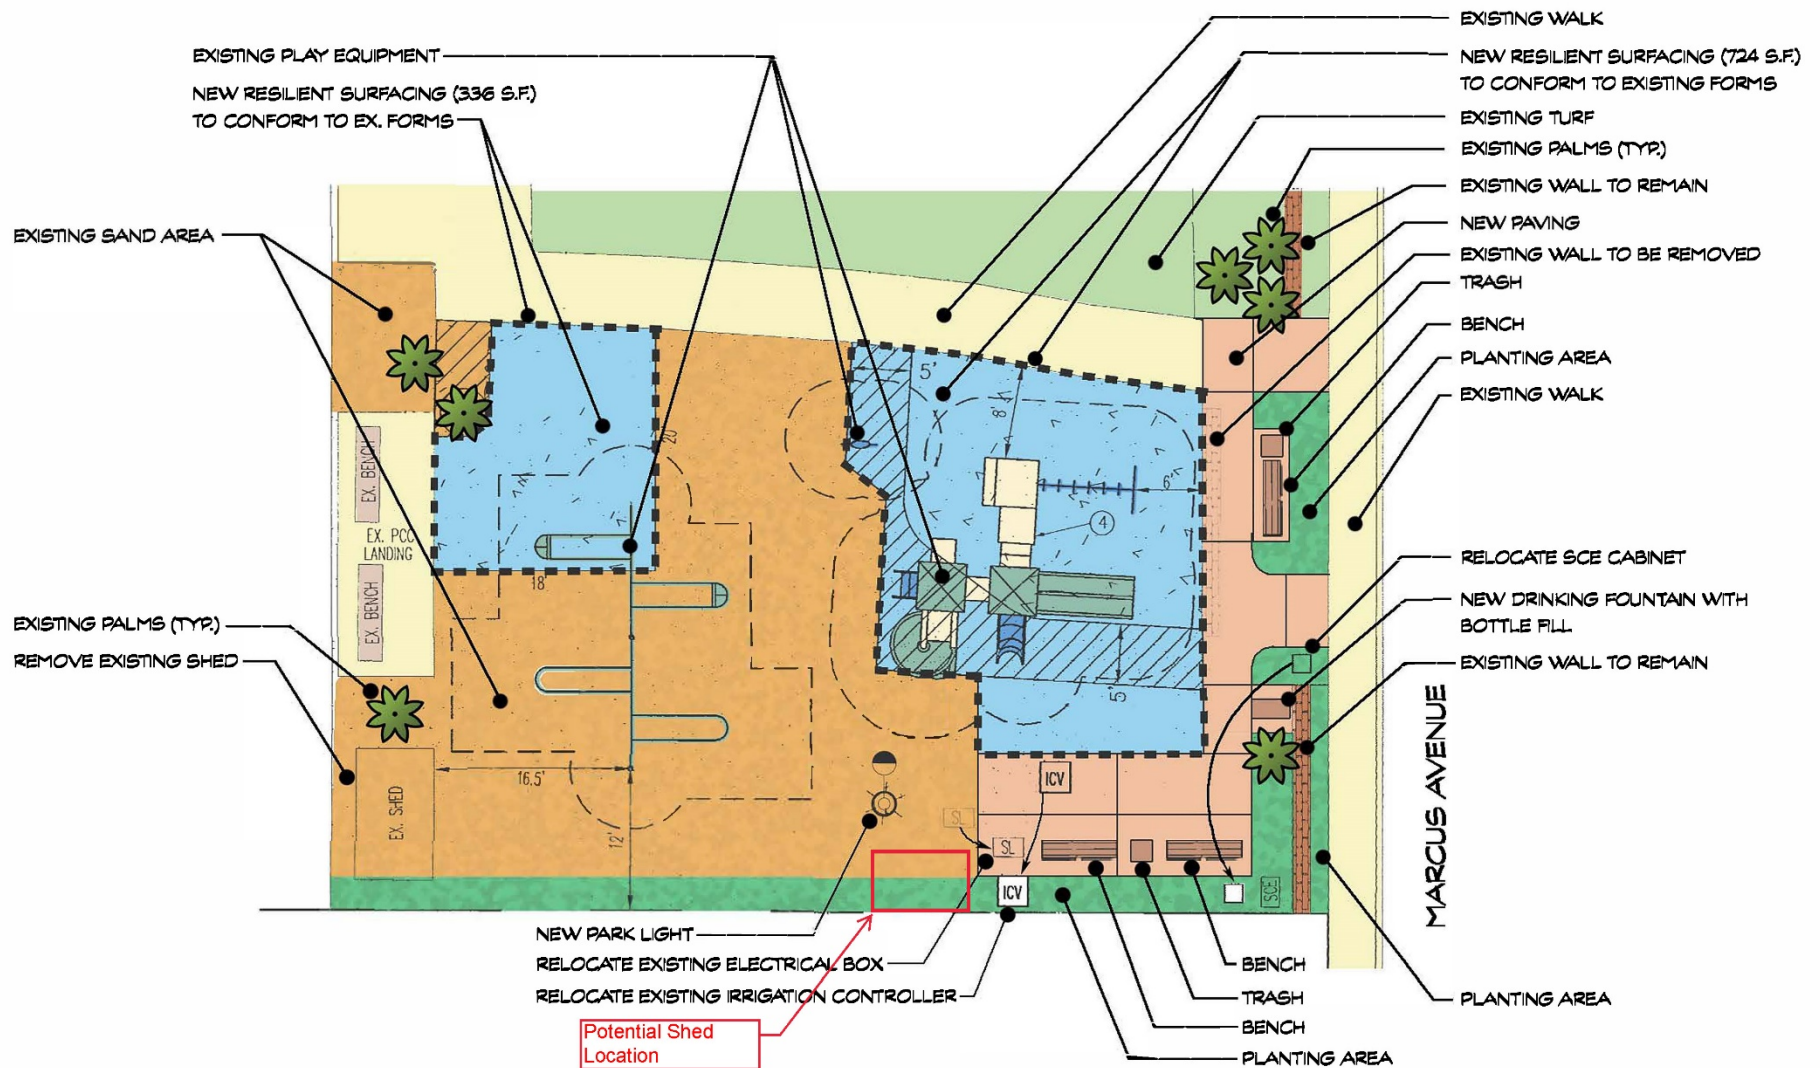 EXISTING PLAY EQUIPMENT
NEW RESILIENT SURFACING (336 S.F.)
TO CONFORM TO EX. FORMS
EXISTING SAND AREA
EXISTING PALMS (TYP.)
REMOVE EXISTING SHED
EXISTING WALK
NEW RESILIENT SURFACING (724 S.F.)
TO CONFORM TO EXISTING FORMS
EXISTING TURF
EXISTING PALMS (TYP.)
EXISTING WALL TO REMAIN
NEW PAVING
EXISTING WALL TO BE REMOVED
TRASH
BENCH
PLANTING AREA
EXISTING WALK
RELOCATE SCE CABINET
NEW DRINKING FOUNTAIN WITH
BOTTLE FILL
EXISTING WALL TO REMAIN
MARCUS AVENUE
PLANTING AREA
EX. BENCH
EX. PCC
LANDING
EX. BENCH
EX. SHED
5'
8'
20'
6'
4
18'
5'
16.5'
12'
ICV
SL
SL
ICV
SCE
NEW PARK LIGHT
RELOCATE EXISTING ELECTRICAL BOX
RELOCATE EXISTING IRRIGATION CONTROLLER
Potential Shed
Location
BENCH
TRASH
BENCH
PLANTING AREA